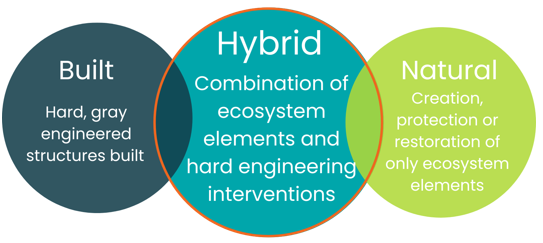 Built
Hard, gray
engineered
structures built
Hybrid
Combination of
ecosystem
elements and
hard engineering
interventions
Natural
Creation,
protection or
restoration of
only ecosystem
elements